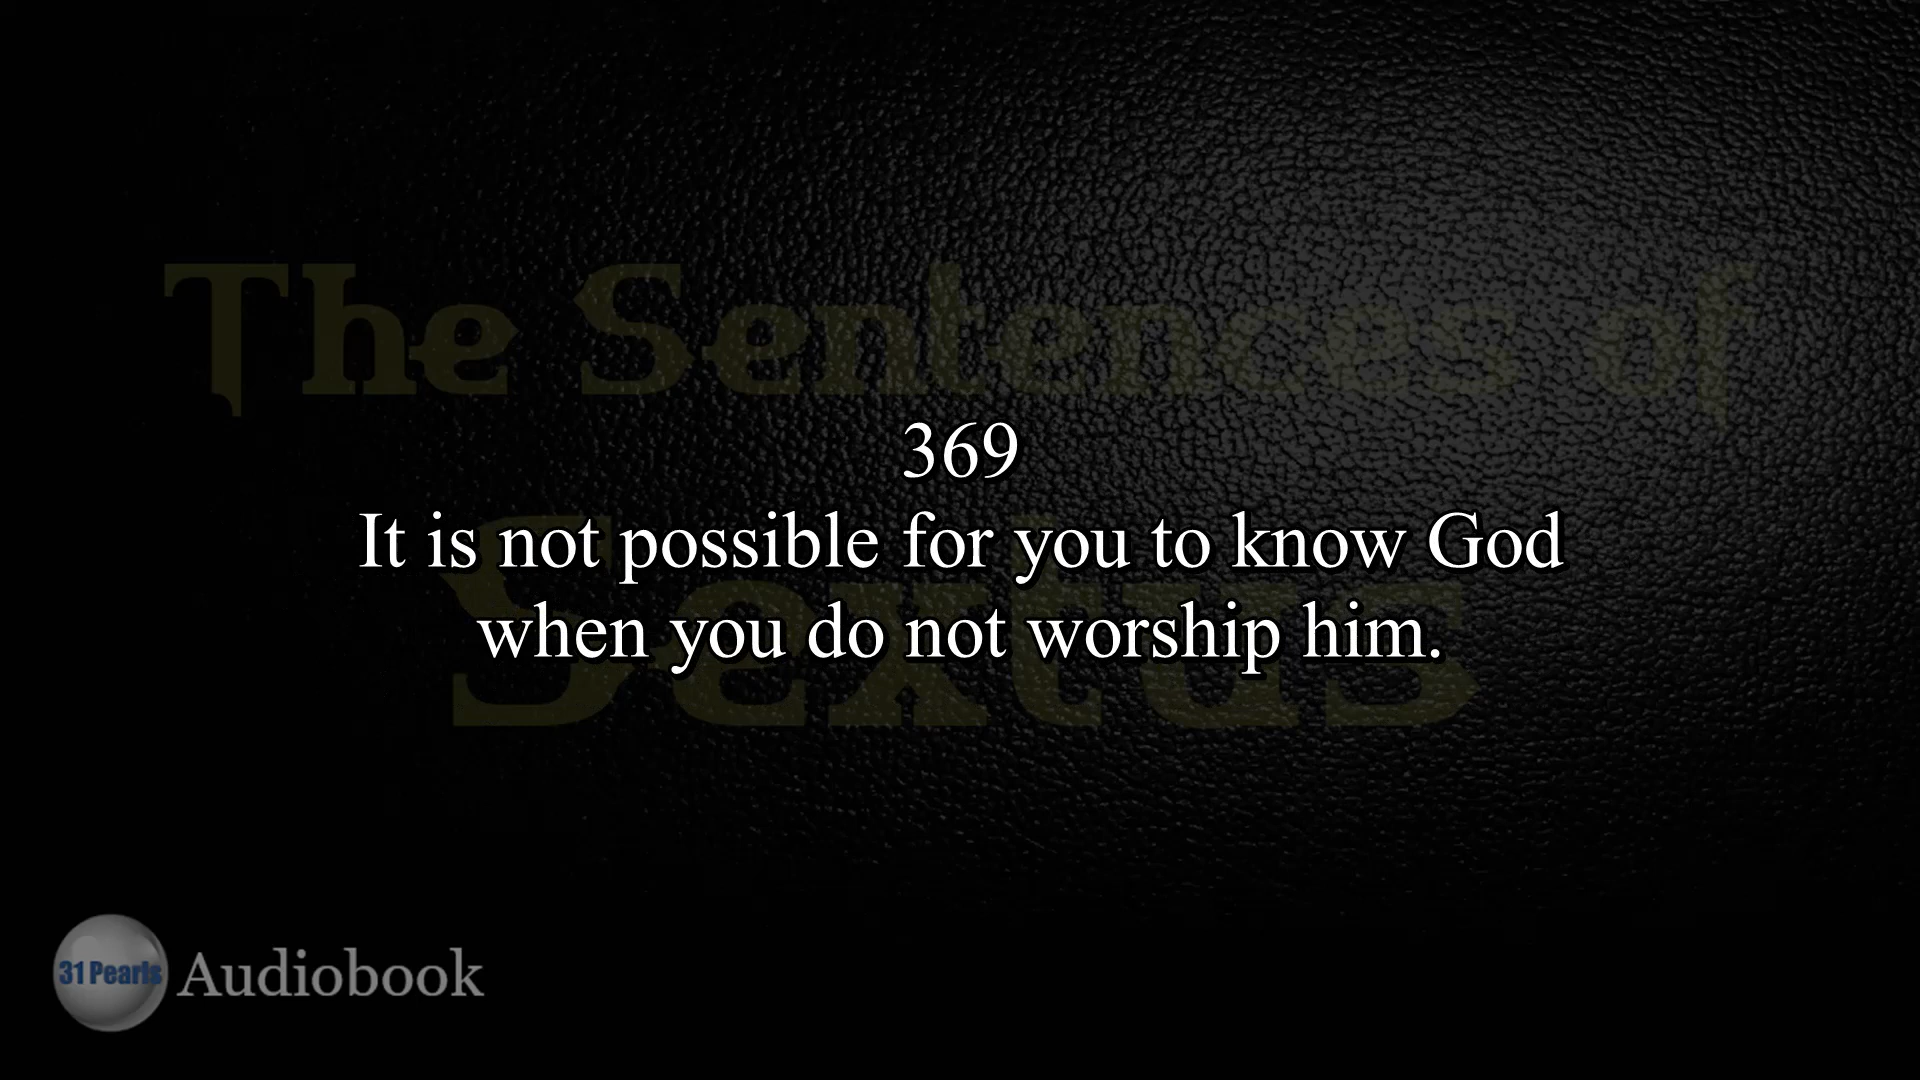 The Sentences of
Sextus
369
It is not possible for you to know God
when you do not worship him.
31 Pearls Audiobook